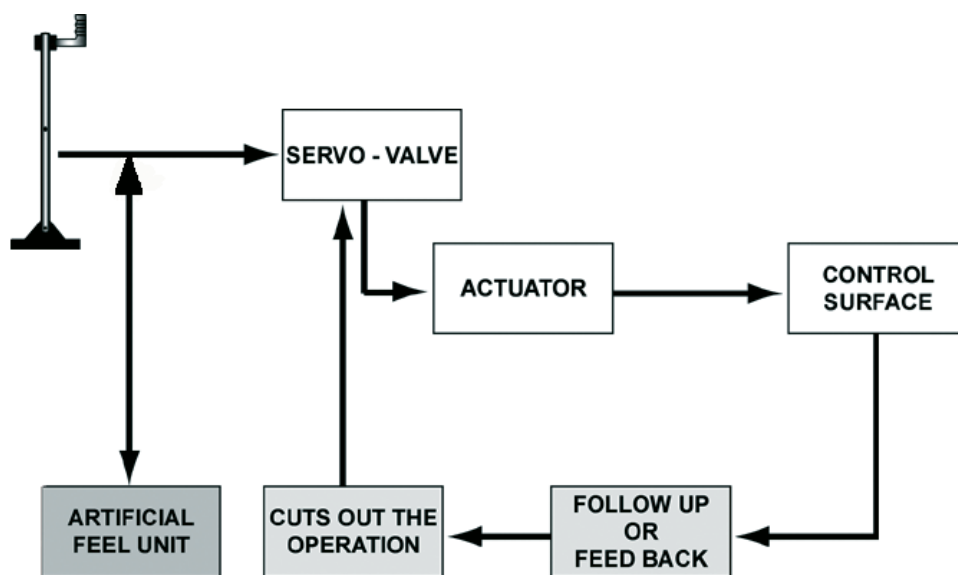 SERVO - VALVE
ACTUATOR
CONTROL
SURFACE
ARTIFICIAL
FEEL UNIT
CUTS OUT THE
OPERATION
FOLLOW UP
OR
FEED BACK